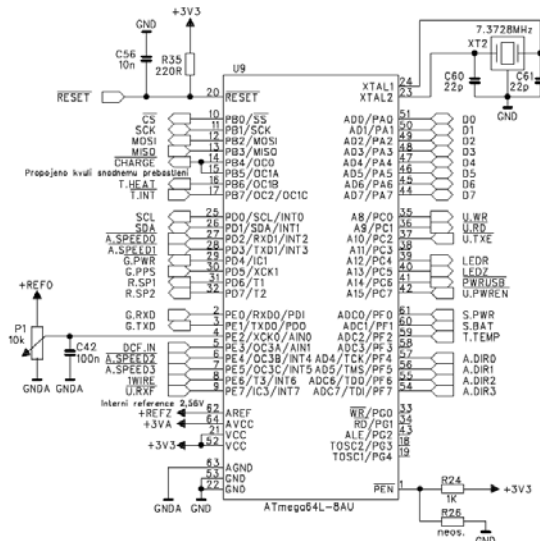 +3V3
GND
C56
10n
R35
220R
U9
7.3728MHz
XT2
C60
22p
C61
22p
GND
RESET 20 RESET
XTAL1 24
XTAL2 23
CS 10 PB0/SS
SCK 11 PB1/SCK
MOSI 12 PB2/MOSI
MISO 13 PB3/MISO
CHARGE 14 PB4/OC0
15 PB5/OC1A
Propojeno kvuli snadnemu prebastleni
T.HEAT 16 PB6/OC1B
T.INT 17 PB7/OC2/OC1C
AD0/PA0 51 D0
AD1/PA1 50 D1
AD2/PA2 49 D2
AD3/PA3 48 D3
AD4/PA4 47 D4
AD5/PA5 46 D5
AD6/PA6 45 D6
AD7/PA7 44 D7
SCL 25 PD0/SCL/INT0
SDA 26 PD1/SDA/INT1
A.SPEED0 27 PD2/RXD1/INT2
A.SPEED1 28 PD3/TXD1/INT3
G.PWR 29 PD4/IC1
G.PPS 30 PD5/XCK1
R.SP1 31 PD6/T1
R.SP2 32 PD7/T2
A8/PC0 35 U.WR
A9/PC1 36 U.RD
A10/PC2 37 U.TXE
A11/PC3 38
A12/PC4 39 LEDR
A13/PC5 40 LEDZ
A14/PC6 41 PWRUSB
A15/PC7 42 U.PWREN
+REF0
P1
10k
C42
100n
GNDA
GNDA
G.RXD 2 PE0/RXD0/PDI
G.TXD 3 PE1/TXD0/PDO
4 PE2/XCK0/AIN0
DCF.IN 5 PE3/OC3A/AIN1
A.SPEED2 6 PE4/OC3B/INT4
A.SPEED3 7 PE5/OC3C/INT5
1WIRE 8 PE6/T3/INT6
U.RXF 9 PE7/IC3/INT7
ADC0/PF0 61 S.PWR
ADC1/PF1 60 S.BAT
ADC2/PF2 59 T.TEMP
ADC3/PF3 58
AD4/TCK/PF4 57 A.DIR0
AD5/TMS/PF5 56 A.DIR1
ADC6/TDO/PF6 55 A.DIR2
ADC7/TDI/PF7 54 A.DIR3
Interni reference 2,56V
+REFZ 62 AREF
+3VA 64 AVCC
21 VCC
+3V3 52 VCC
WR/PG0 33
RD/PG1 34
ALE/PG2 43
TOSC2/PG3 18
TOSC1/PG4 19
63 AGND
53 GND
22 GND
GNDA
GND
PEN 1
R24
1K
+3V3
R26
neos.
GND
ATmega64L-8AU